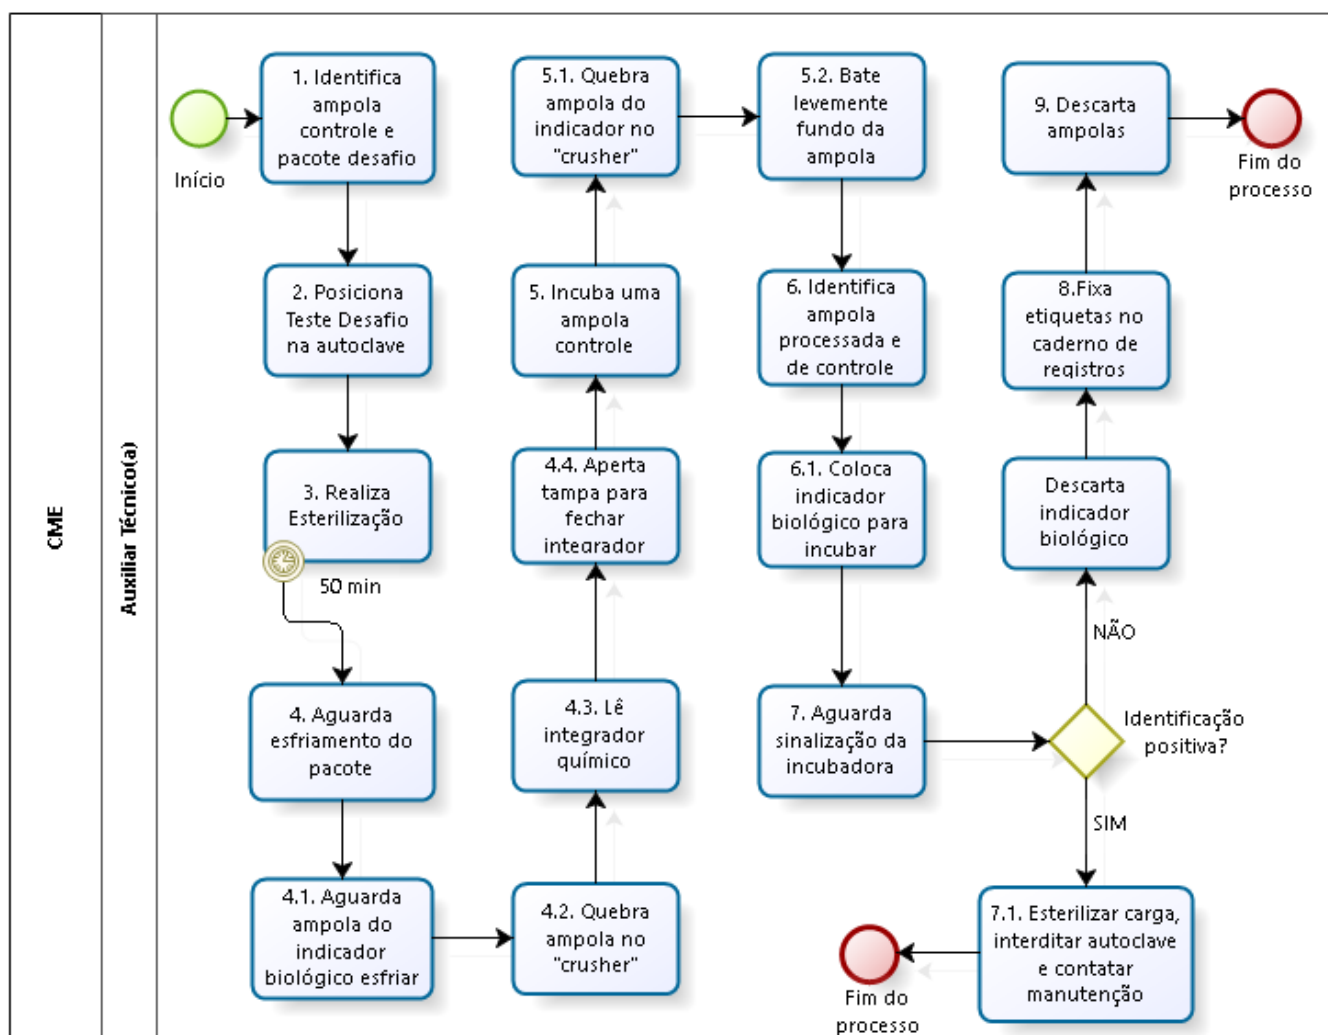 CME
Auxiliar Técnico(a)
Início
1. Identifica
ampola
controle e
pacote desafio
2. Posiciona
Teste Desafio
na autoclave
3. Realiza
Esterilização
50 min
4. Aguarda
esfriamento do
pacote
4.1. Aguarda
ampola do
indicador
biológico esfriar
4.2. Quebra
ampola no
"crusher"
4.3. Lê
integrador
químico
4.4. Aperta
tampa para
fechar
integrador
5. Incuba uma
ampola
controle
5.1. Quebra
ampola do
indicador no
"crusher"
5.2. Bate
levemente
fundo da
ampola
6. Identifica
ampola
processada e
de controle
6.1. Coloca
indicador
biológico para
incubar
7. Aguarda
sinalização da
incubadora
Identificação
positiva?
NÃO
SIM
Descarta
indicador
biológico
8.Fixa
etiquetas no
caderno de
registros
9. Descarta
ampolas
Fim do
processo
7.1. Esterilizar carga,
interditar autoclave
e contatar
manutenção
Fim do
processo